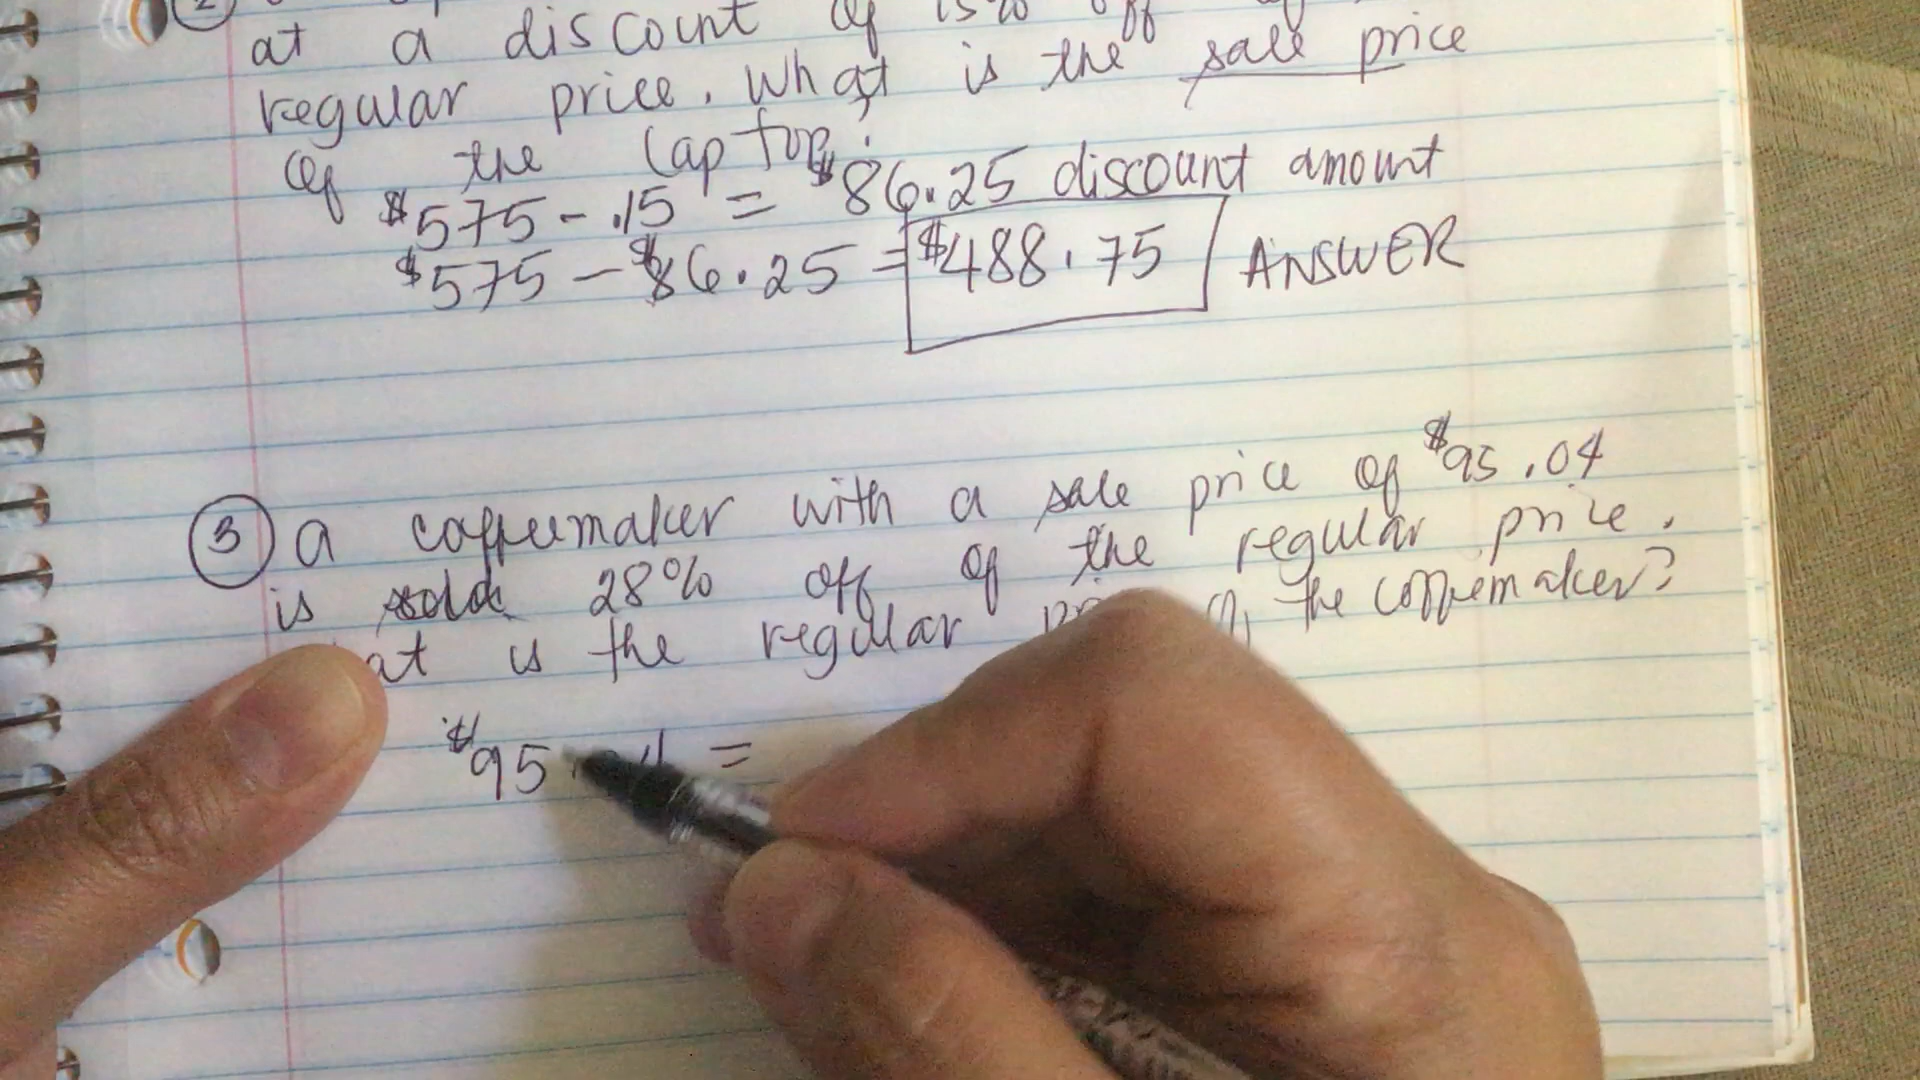 2
at a discount of 15% off
regular price. What is the sale price
of the laptop?
$575 - .15 = $86.25 discount amount
$575 - $86.25 = $488.75 ANSWER
3 a coffeemaker with a sale price of $95.04
is sold 28% off of the regular price.
at is the regular the coffeemaker?
$95 =